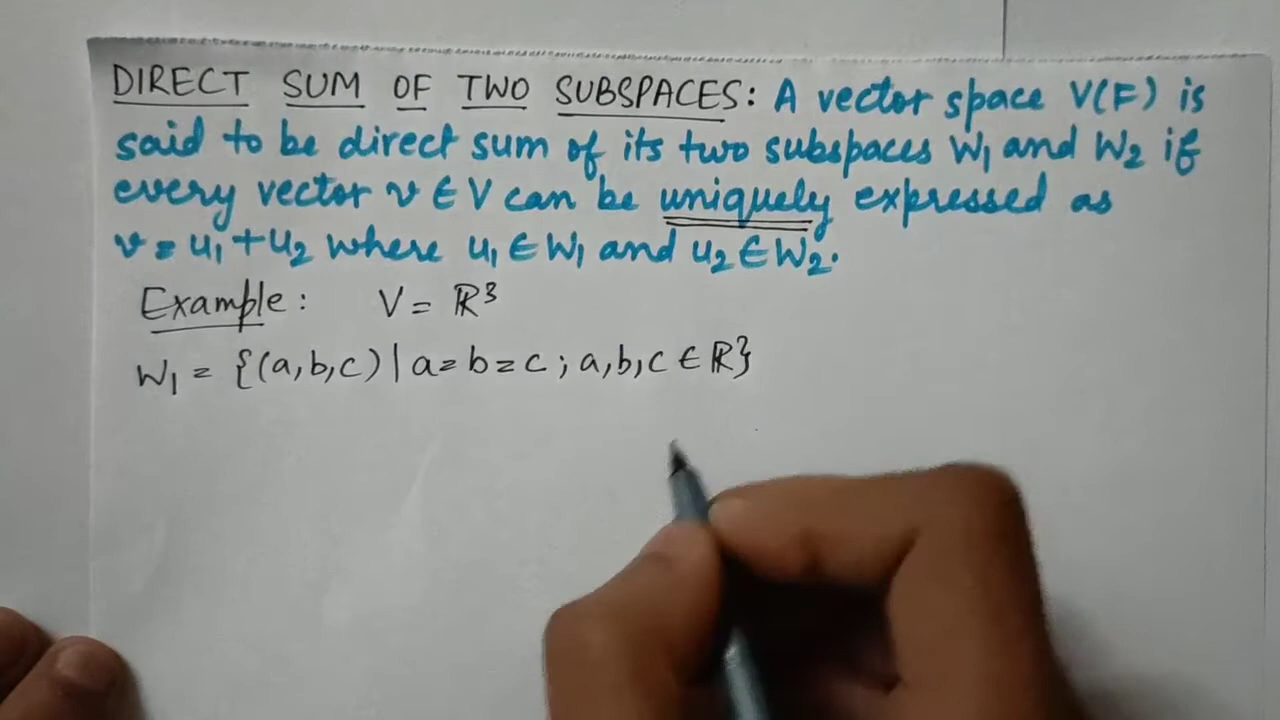 DIRECT SUM OF TWO SUBSPACES: A vector space V(F) is
said to be direct sum of its two subspaces W₁ and W₂ if
every vector v ∈ V can be uniquely expressed as
v = u₁ + u₂ where u₁ ∈ W₁ and u₂ ∈ W₂.
Example: V = ℝ³
W₁ = {(a,b,c) | a=b=c ; a,b,c ∈ ℝ}